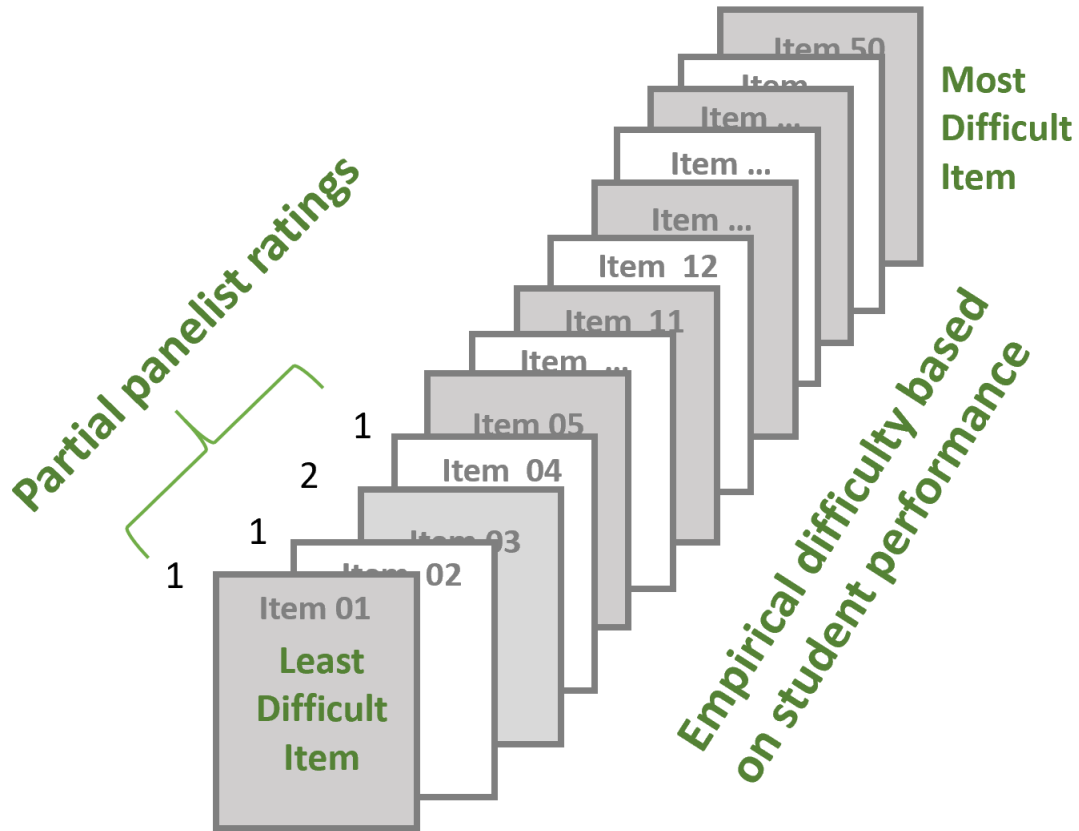 Item 50
Item
Item ...
Item ...
Item ...
Item 12
Item 11
Item ...
Item 05
Item 04
Item 03
Item 02
Item 01
Least
Difficult
Item
Most
Difficult
Item
Partial panelist ratings
1
2
1
1
Empirical difficulty based
on student performance